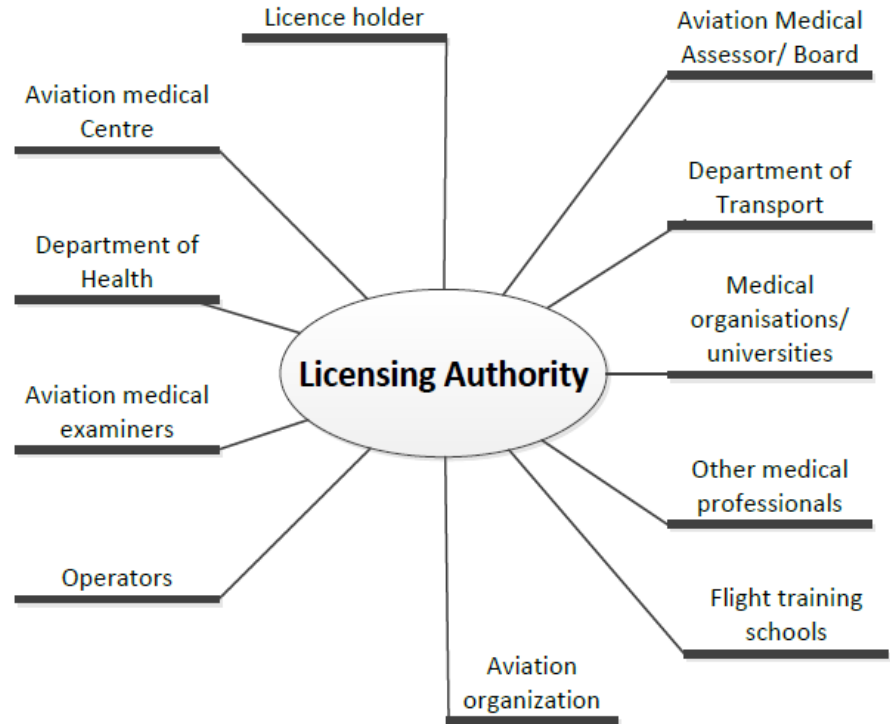 Licence holder
Aviation Medical
Assessor/ Board
Aviation medical
Centre
Department of
Transport
Department of
Health
Medical
organisations/
universities
Licensing Authority
Aviation medical
examiners
Other medical
professionals
Operators
Flight training
schools
Aviation
organization